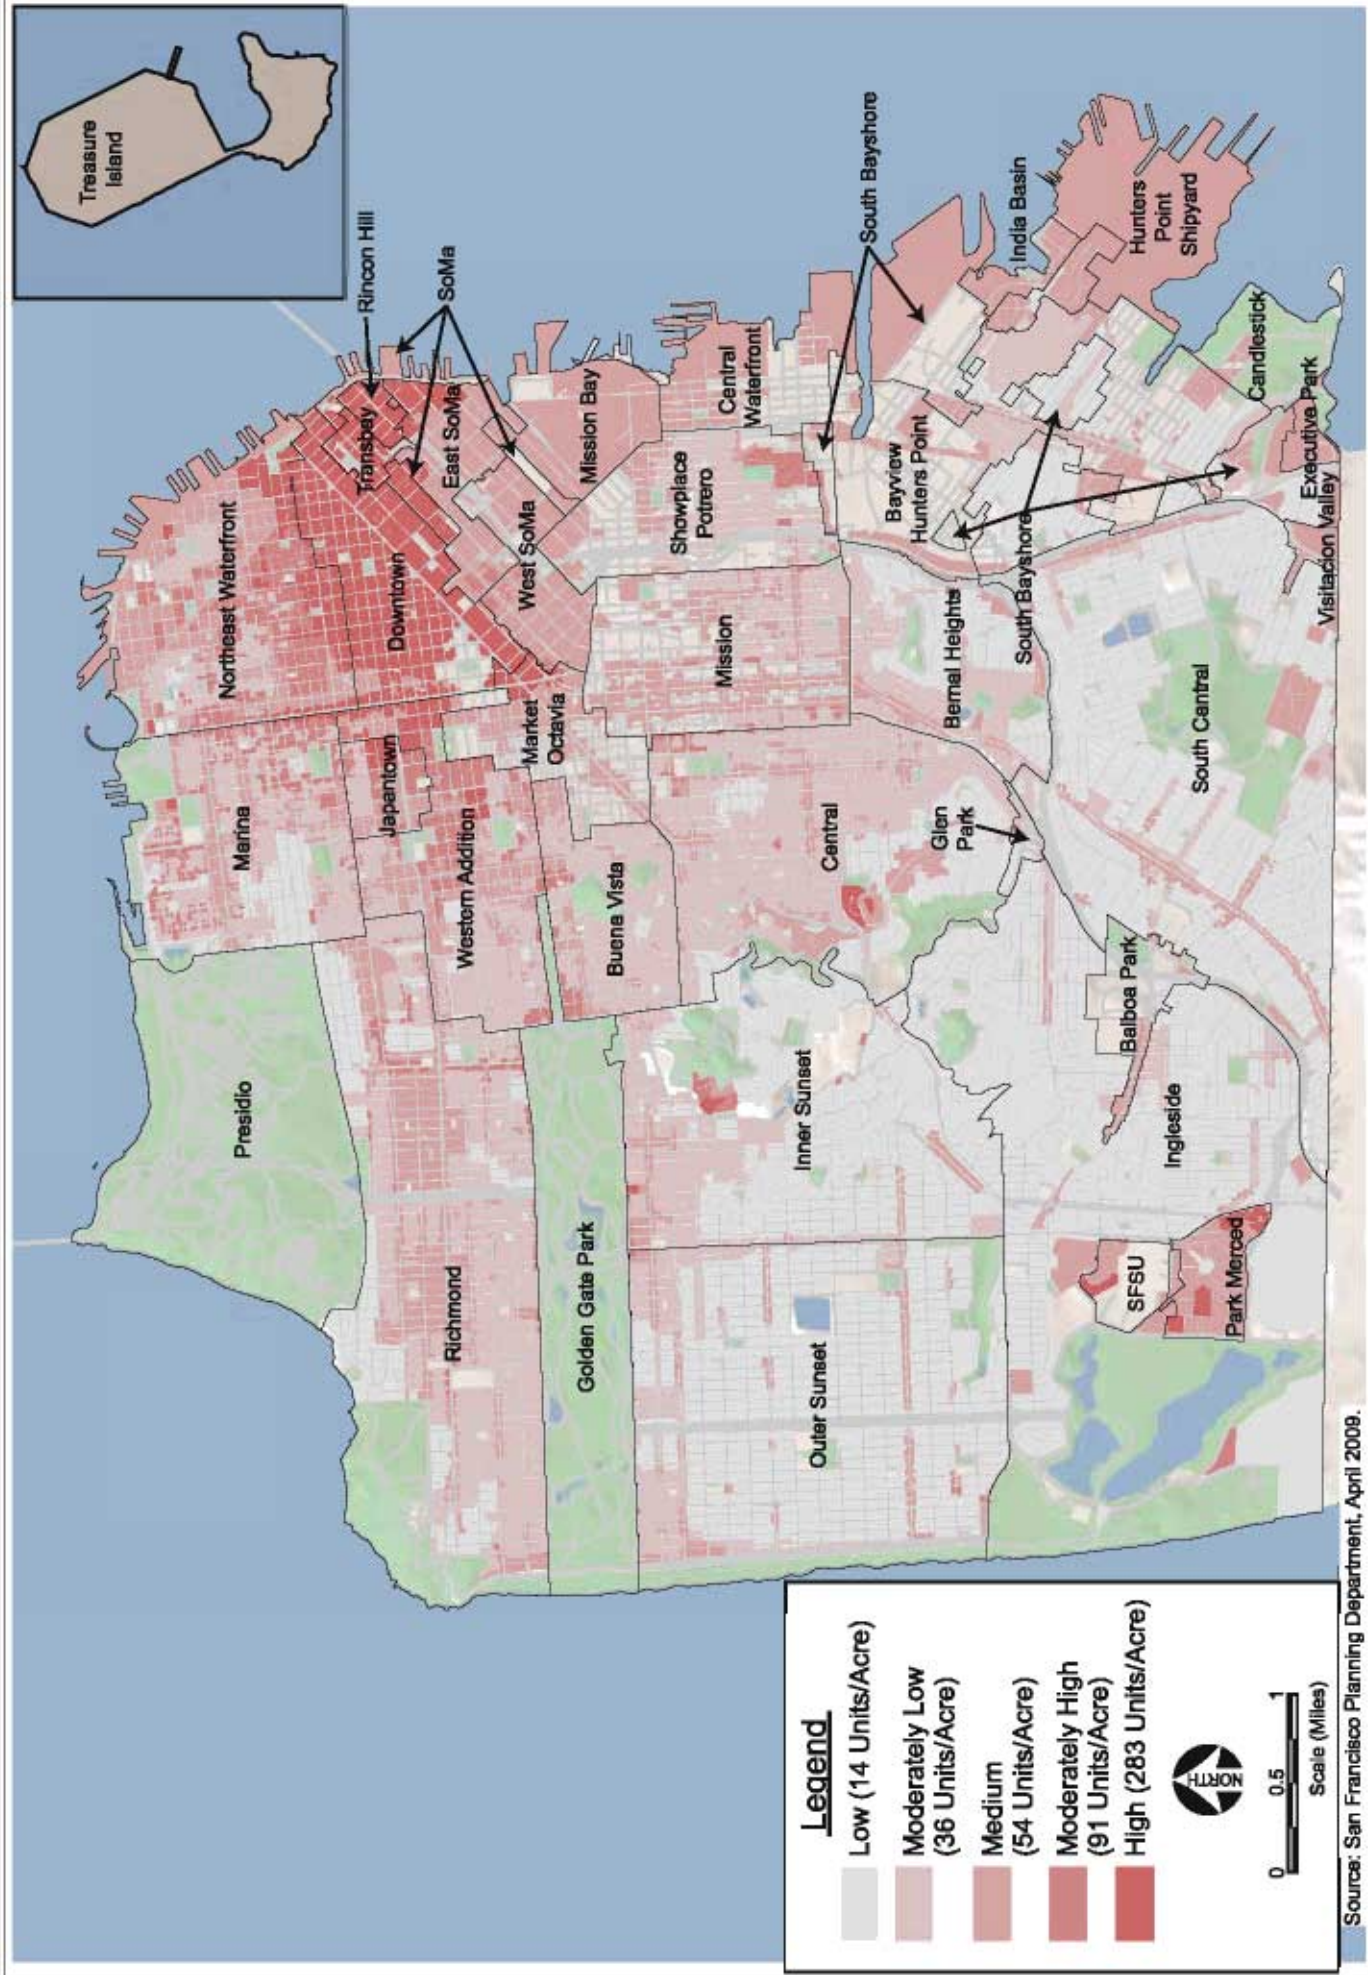 Treasure
Island
Rincon Hill
SoMa
South Bayshore
India Basin
Hunters
Point
Shipyard
Northeast Waterfront
Transbay
East SoMa
Mission Bay
Central
Waterfront
Candlestick
Executive Park
Downtown
West SoMa
Showplace
Potrero
Bayview
Hunters Point
Visitacion Valley
Marina
Japantown
Market
Octavia
Mission
Bernal Heights
South Bayshore
South Central
Western Addition
Buena Vista
Central
Glen
Park
Balboa Park
Presidio
Inner Sunset
Ingleside
Richmond
Golden Gate Park
Outer Sunset
SFSU
Park Merced
Legend
Low (14 Units/Acre)
Moderately Low
(36 Units/Acre)
Medium
(54 Units/Acre)
Moderately High
(91 Units/Acre)
High (283 Units/Acre)
NORTH
0 0.5 1
Scale (Miles)
Source: San Francisco Planning Department, April 2009.